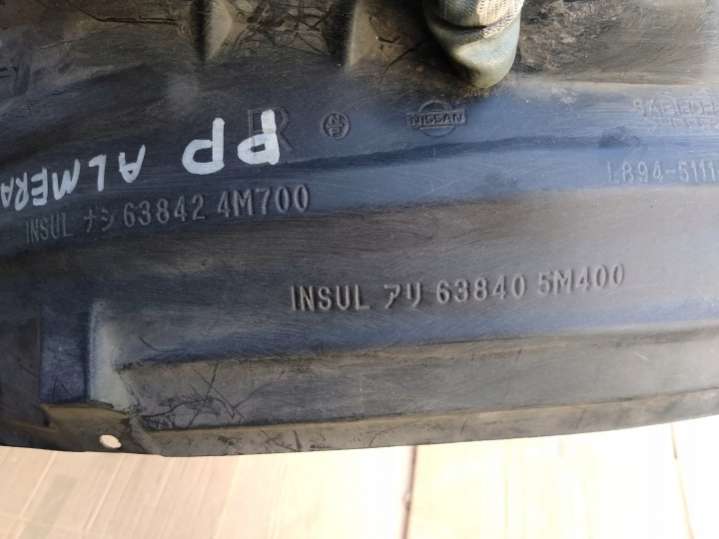 R NISSAN
PP ALMERA
L894-5111
INSUL ナシ 63842 4M700
INSUL アリ 63840 5M400